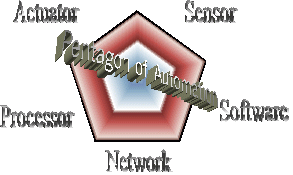 Actuator
Sensor
Pentagon of Automation
Software
Processor
Network